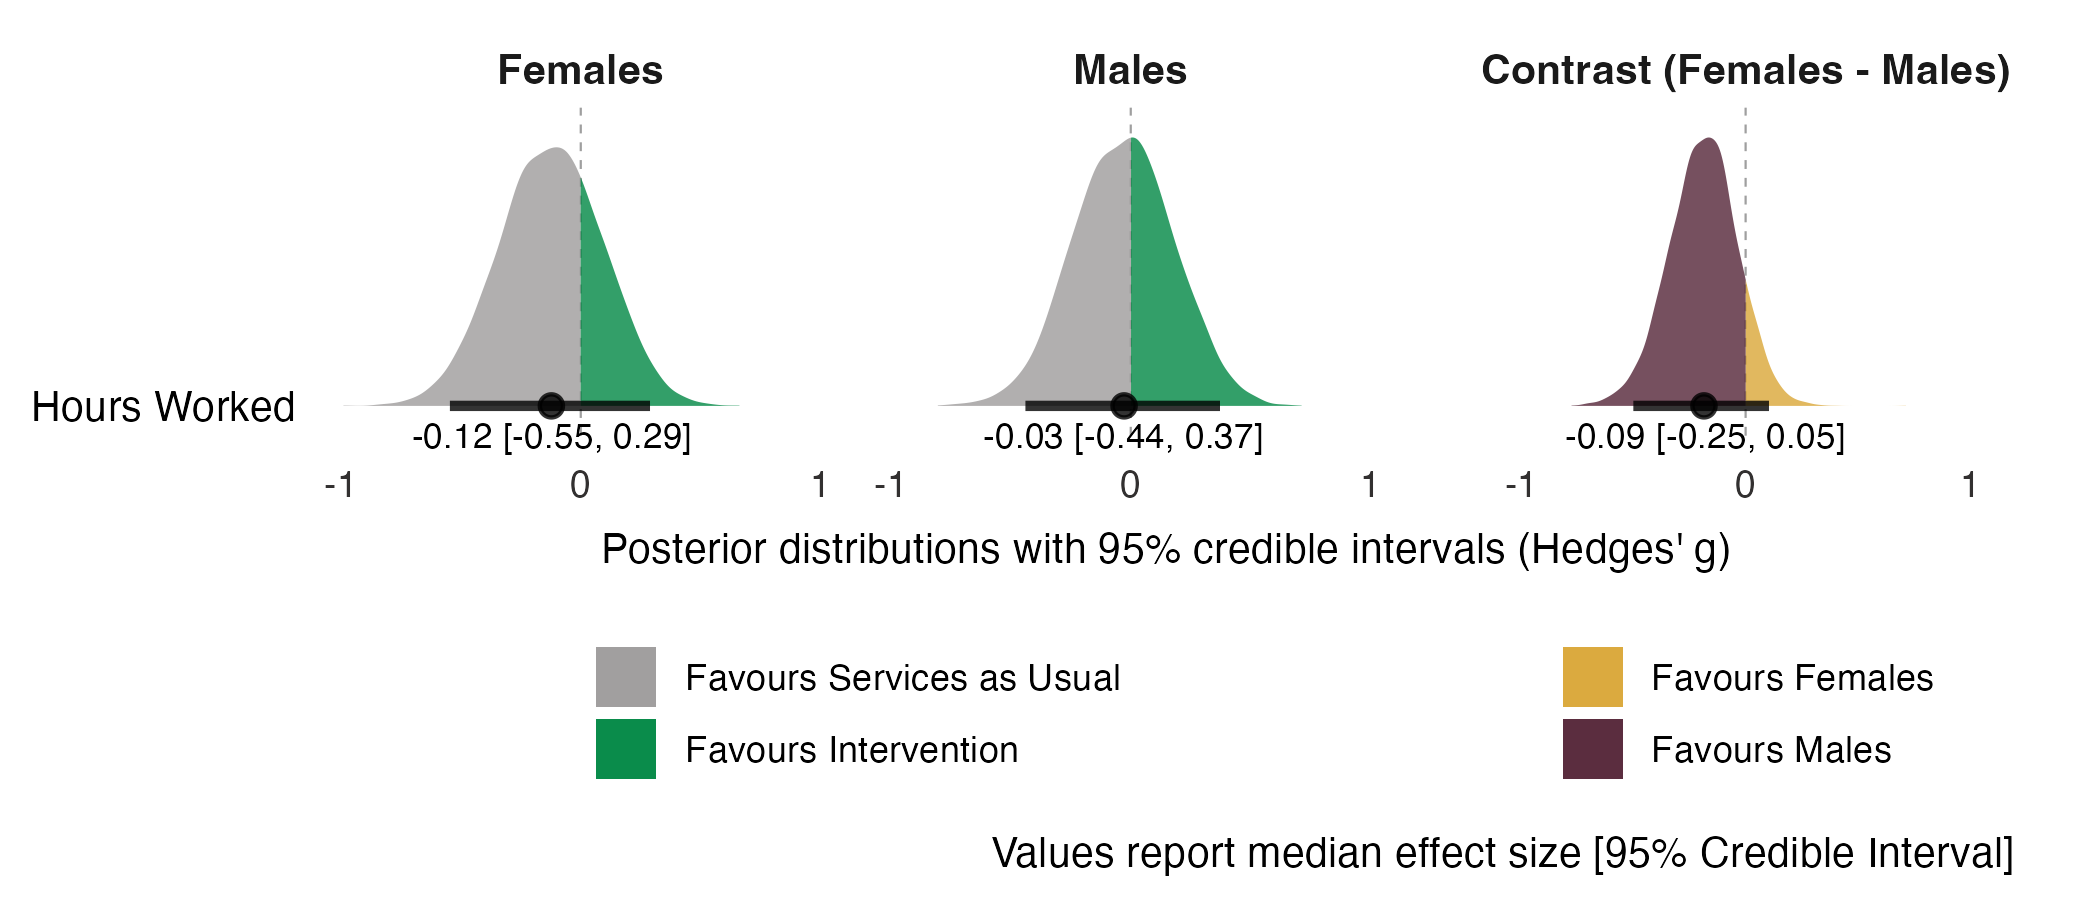 Females Males Contrast (Females - Males)
Hours Worked
-0.12 [-0.55, 0.29] -0.03 [-0.44, 0.37] -0.09 [-0.25, 0.05]
-1 0 1 -1 0 1 -1 0 1
Posterior distributions with 95% credible intervals (Hedges' g)
Favours Services as Usual
Favours Intervention
Favours Females
Favours Males
Values report median effect size [95% Credible Interval]